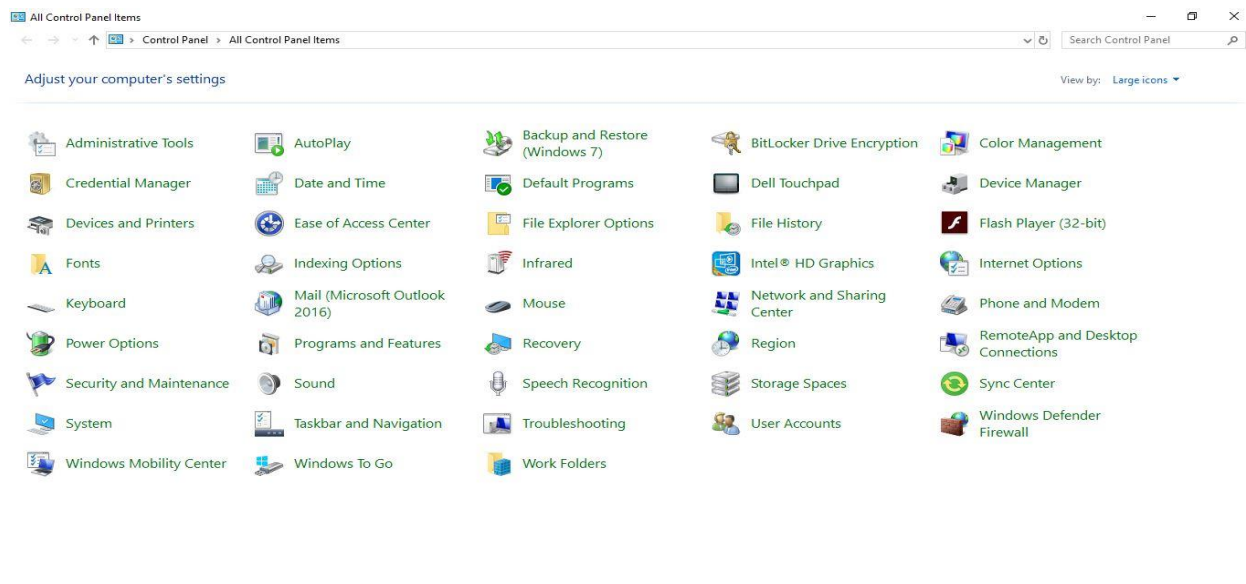 All Control Panel Items
Control Panel > All Control Panel Items
Search Control Panel
Adjust your computer's settings
View by: Large icons
Administrative Tools
AutoPlay
Backup and Restore
(Windows 7)
BitLocker Drive Encryption
Color Management
Credential Manager
Date and Time
Default Programs
Dell Touchpad
Device Manager
Devices and Printers
Ease of Access Center
File Explorer Options
File History
Flash Player (32-bit)
Fonts
Indexing Options
Infrared
Intel® HD Graphics
Internet Options
Keyboard
Mail (Microsoft Outlook
2016)
Mouse
Network and Sharing
Center
Phone and Modem
Power Options
Programs and Features
Recovery
Region
RemoteApp and Desktop
Connections
Security and Maintenance
Sound
Speech Recognition
Storage Spaces
Sync Center
System
Taskbar and Navigation
Troubleshooting
User Accounts
Windows Defender
Firewall
Windows Mobility Center
Windows To Go
Work Folders